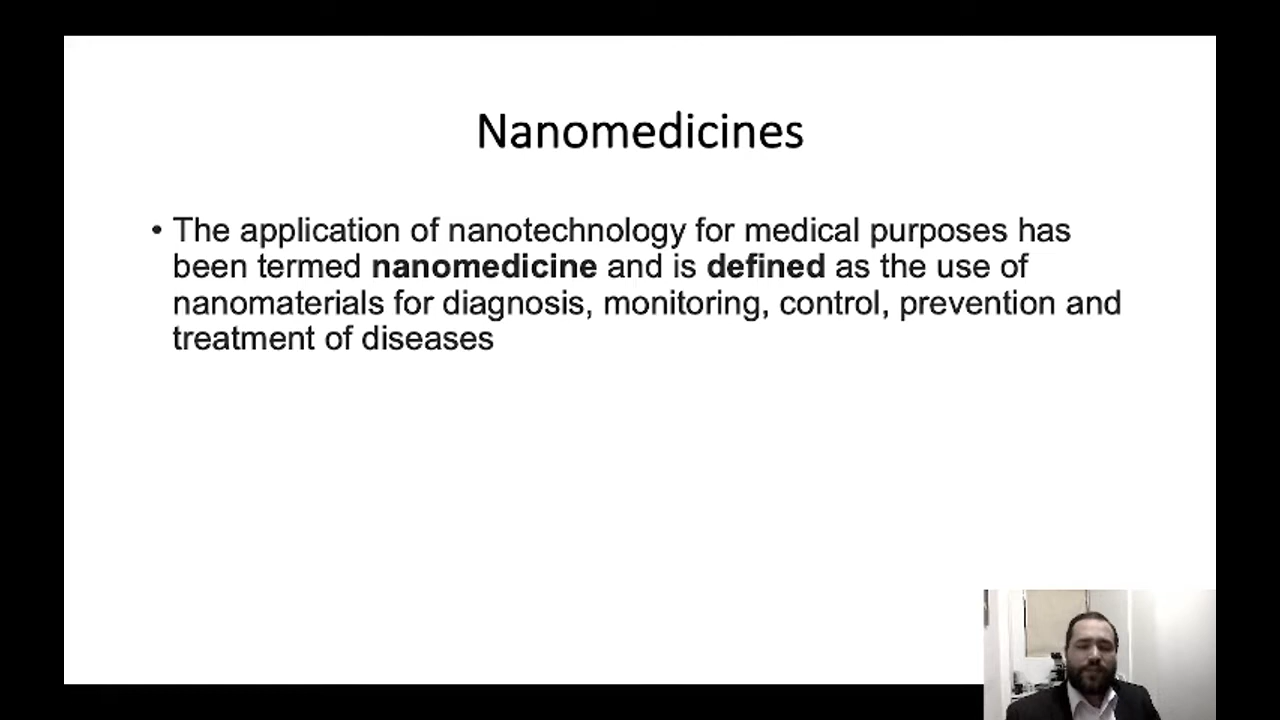 Nanomedicines
• The application of nanotechnology for medical purposes has
been termed nanomedicine and is defined as the use of
nanomaterials for diagnosis, monitoring, control, prevention and
treatment of diseases